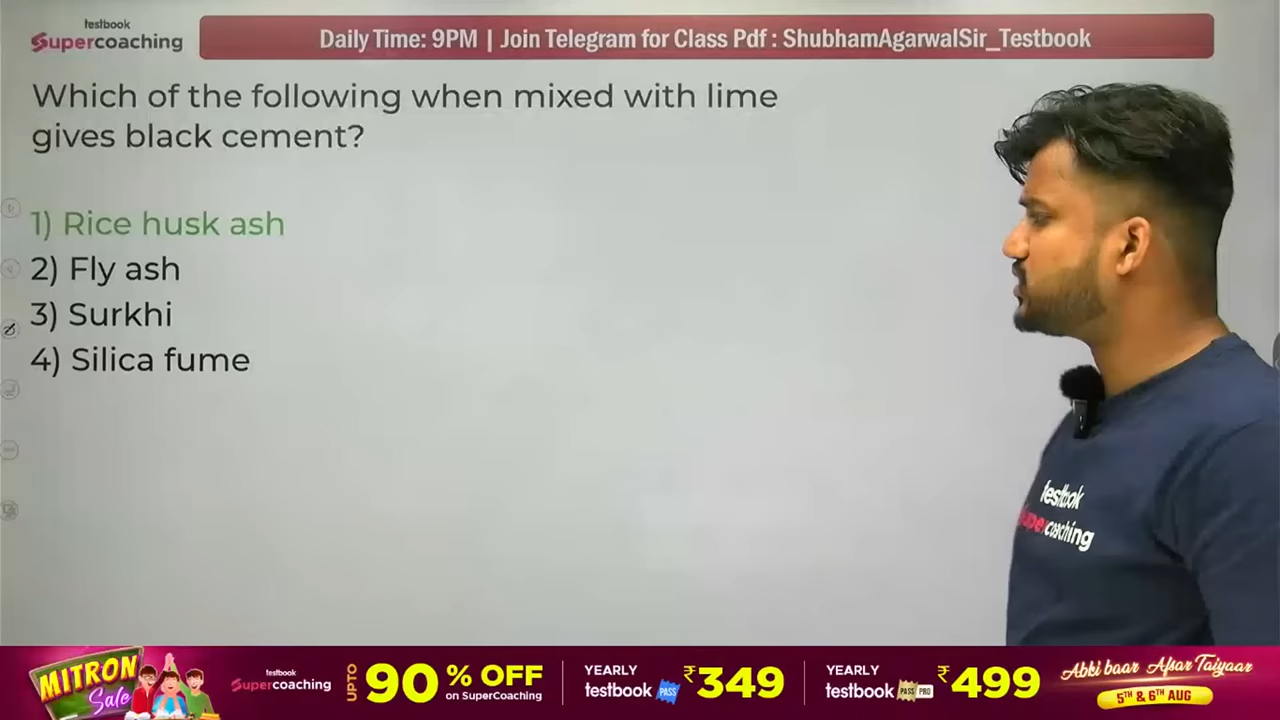 testbook
Supercoaching
Daily Time: 9PM | Join Telegram for Class Pdf : ShubhamAgarwalSir_Testbook
Which of the following when mixed with lime
gives black cement?
1) Rice husk ash
2) Fly ash
3) Surkhi
4) Silica fume
testbook
Supercoaching
MITRON
Sale
testbook
Supercoaching
UPTO
90% OFF
on SuperCoaching
YEARLY
testbook PASS
₹349
YEARLY
testbook PASS PRO
₹499
Abki baar Afsar Taiyaar
5TH & 6TH AUG